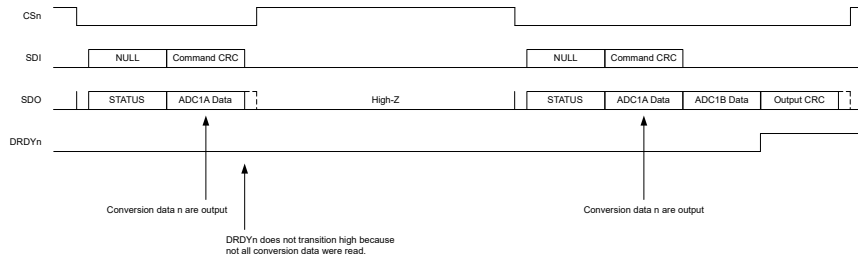 CSn
SDI
NULL
Command CRC
NULL
Command CRC
SDO
STATUS
ADC1A Data
High-Z
STATUS
ADC1A Data
ADC1B Data
Output CRC
DRDYn
Conversion data n are output
Conversion data n are output
DRDYn does not transition high because
not all conversion data were read.